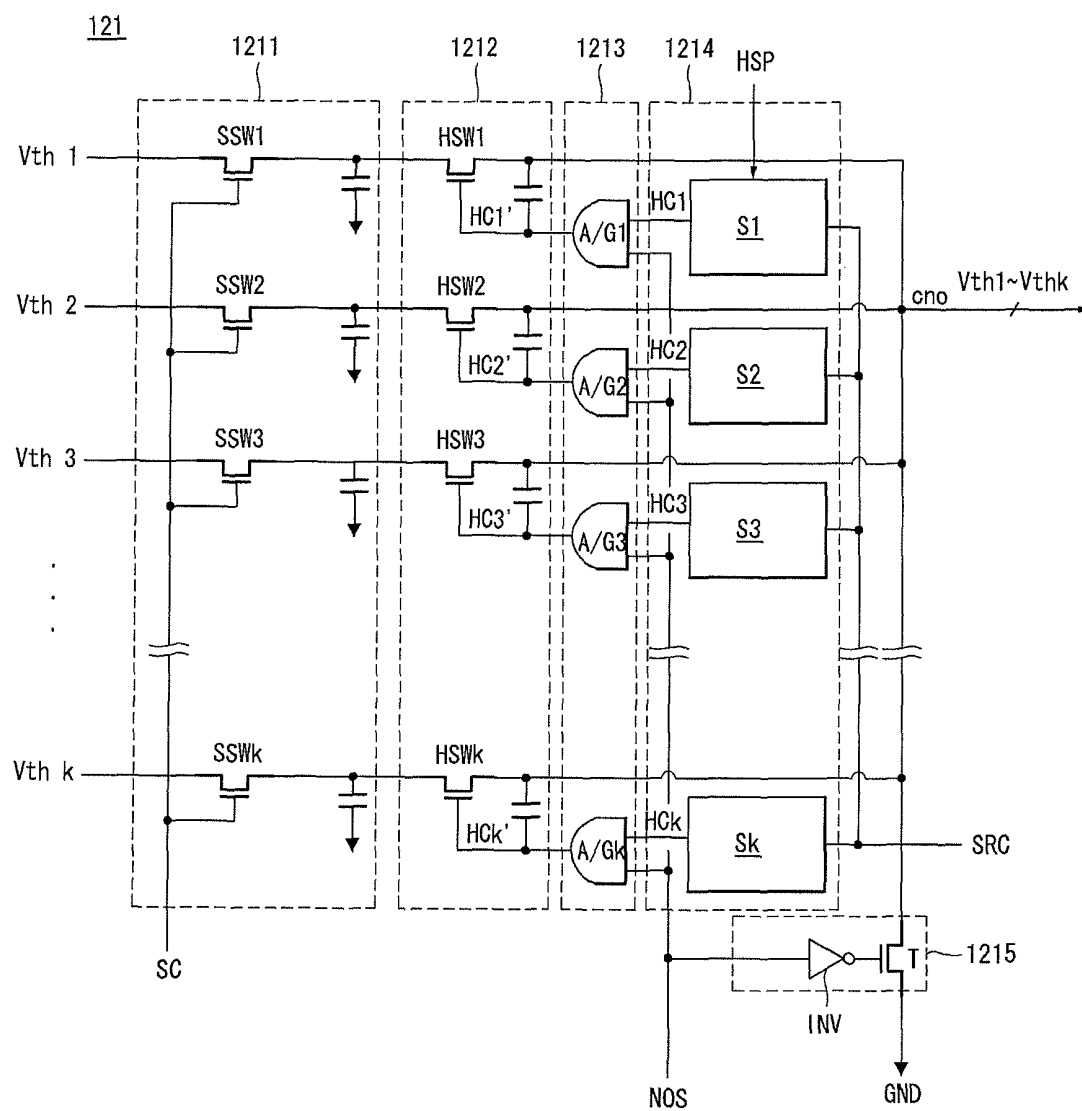 121
1211
1212
1213
1214
HSP
Vth 1
SSW1
HSW1
HC1'
A/G1
HC1
S1
Vth 2
SSW2
HSW2
cno
Vth1~Vthk
HC2'
A/G2
HC2
S2
Vth 3
SSW3
HSW3
HC3'
A/G3
HC3
S3
.
.
.
Vth k
SSWk
HSWk
HCk'
A/Gk
HCk
Sk
SRC
SC
T
1215
INV
NOS
GND